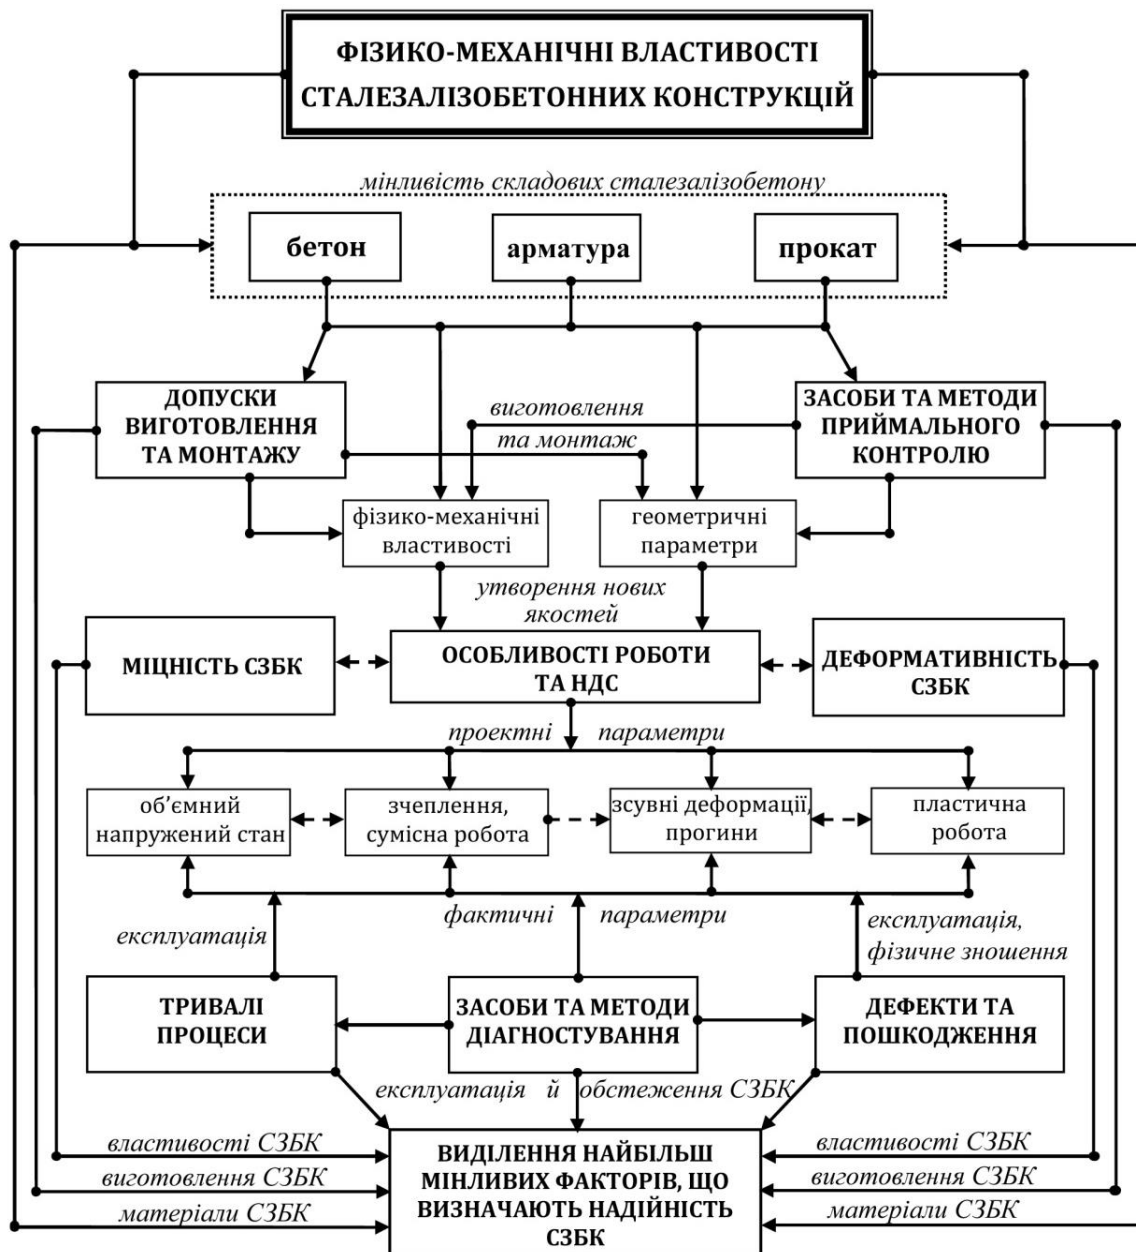 ФІЗИКО-МЕХАНІЧНІ ВЛАСТИВОСТІ
СТАЛЕЗАЛІЗОБЕТОННИХ КОНСТРУКЦІЙ
мінливість складових сталезалізобетону
бетон
арматура
прокат
ДОПУСКИ
ВИГОТОВЛЕННЯ
ТА МОНТАЖУ
виготовлення
та монтаж
ЗАСОБИ ТА МЕТОДИ
ПРИЙМАЛЬНОГО
КОНТРОЛЮ
фізико-механічні
властивості
геометричні
параметри
утворення нових
якостей
МІЦНІСТЬ СЗБК
ОСОБЛИВОСТІ РОБОТИ
ТА НДС
ДЕФОРМАТИВНІСТЬ
СЗБК
проектні параметри
об’ємний
напружений стан
зчеплення,
сумісна робота
зсувні деформації,
прогини
пластична
робота
фактичні параметри
експлуатація
експлуатація,
фізичне зношення
ТРИВАЛІ
ПРОЦЕСИ
ЗАСОБИ ТА МЕТОДИ
ДІАГНОСТУВАННЯ
ДЕФЕКТИ ТА
ПОШКОДЖЕННЯ
експлуатація й обстеження СЗБК
властивості СЗБК
виготовлення СЗБК
матеріали СЗБК
ВИДІЛЕННЯ НАЙБІЛЬШ
МІНЛИВИХ ФАКТОРІВ, ЩО
ВИЗНАЧАЮТЬ НАДІЙНІСТЬ
СЗБК
властивості СЗБК
виготовлення СЗБК
матеріали СЗБК